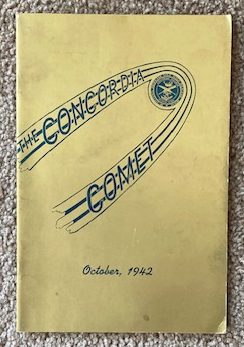 THE CONCORDIA
COMET
October, 1942